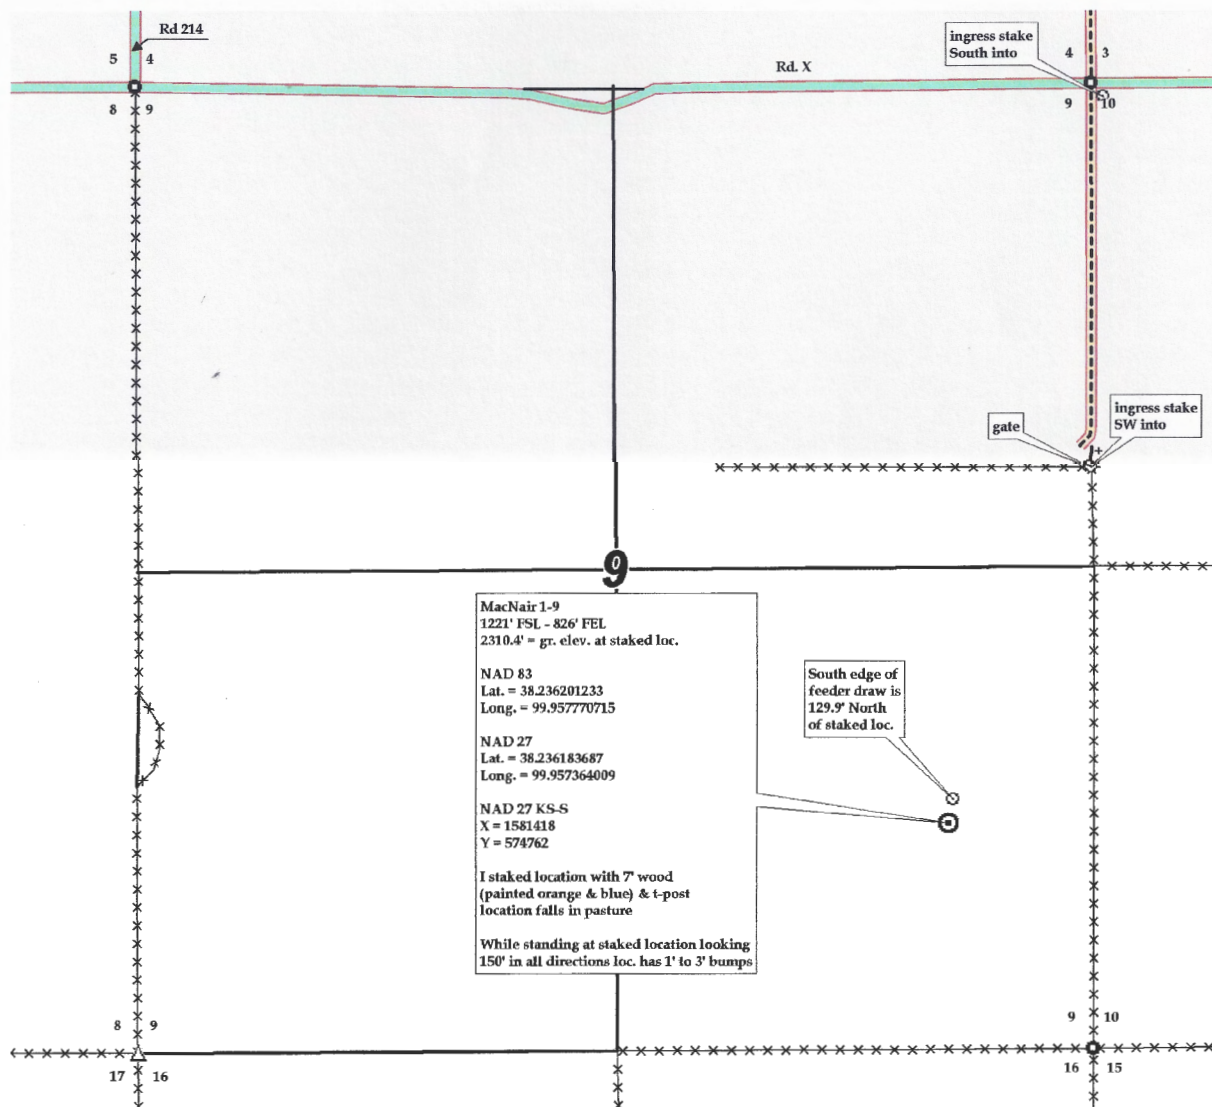 Rd 214
5 4
8 9
Rd. X
ingress stake
South into
4 3
9 10
gate
ingress stake
SW into
9
MacNair 1-9
1221' FSL - 826' FEL
2310.4' = gr. elev. at staked loc.
NAD 83
Lat. = 38.236201233
Long. = 99.957770715
NAD 27
Lat. = 38.236183687
Long. = 99.957364009
NAD 27 KS-S
X = 1581418
Y = 574762
I staked location with 7' wood
(painted orange & blue) & t-post
location falls in pasture
While standing at staked location looking
150' in all directions loc. has 1' to 3' bumps
South edge of
feeder draw is
129.9' North
of staked loc.
8 9
17 16
9 10
16 15